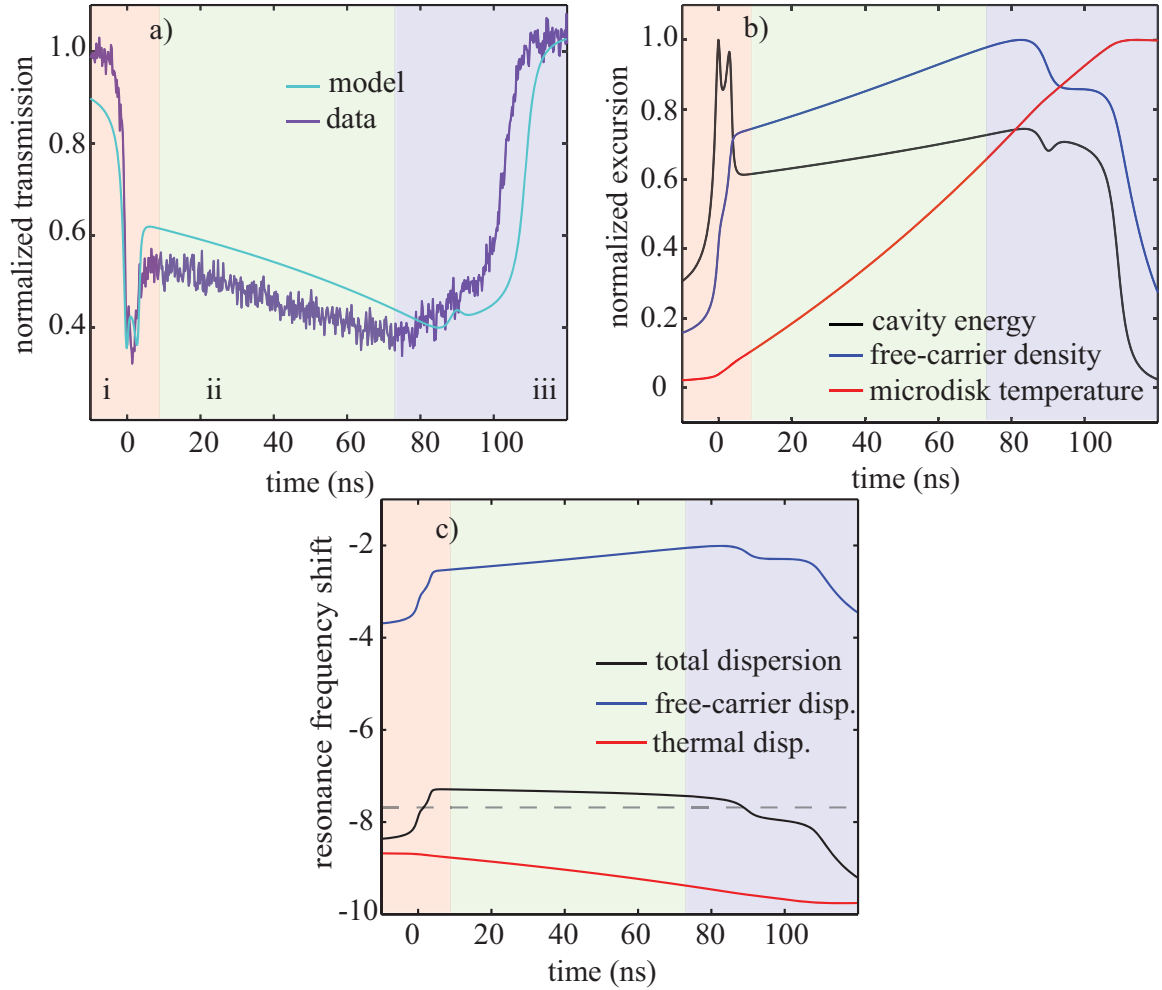 a)
normalized transmission
1.0
0.8
0.6
0.4
model
data
i
ii
iii
0
20
40
60
80
100
time (ns)
b)
normalized excursion
1.0
0.8
0.6
0.4
0.2
0
cavity energy
free-carrier density
microdisk temperature
0
20
40
60
80
100
time (ns)
c)
resonance frequency shift
-2
-4
-6
-8
-10
total dispersion
free-carrier disp.
thermal disp.
0
20
40
60
80
100
time (ns)